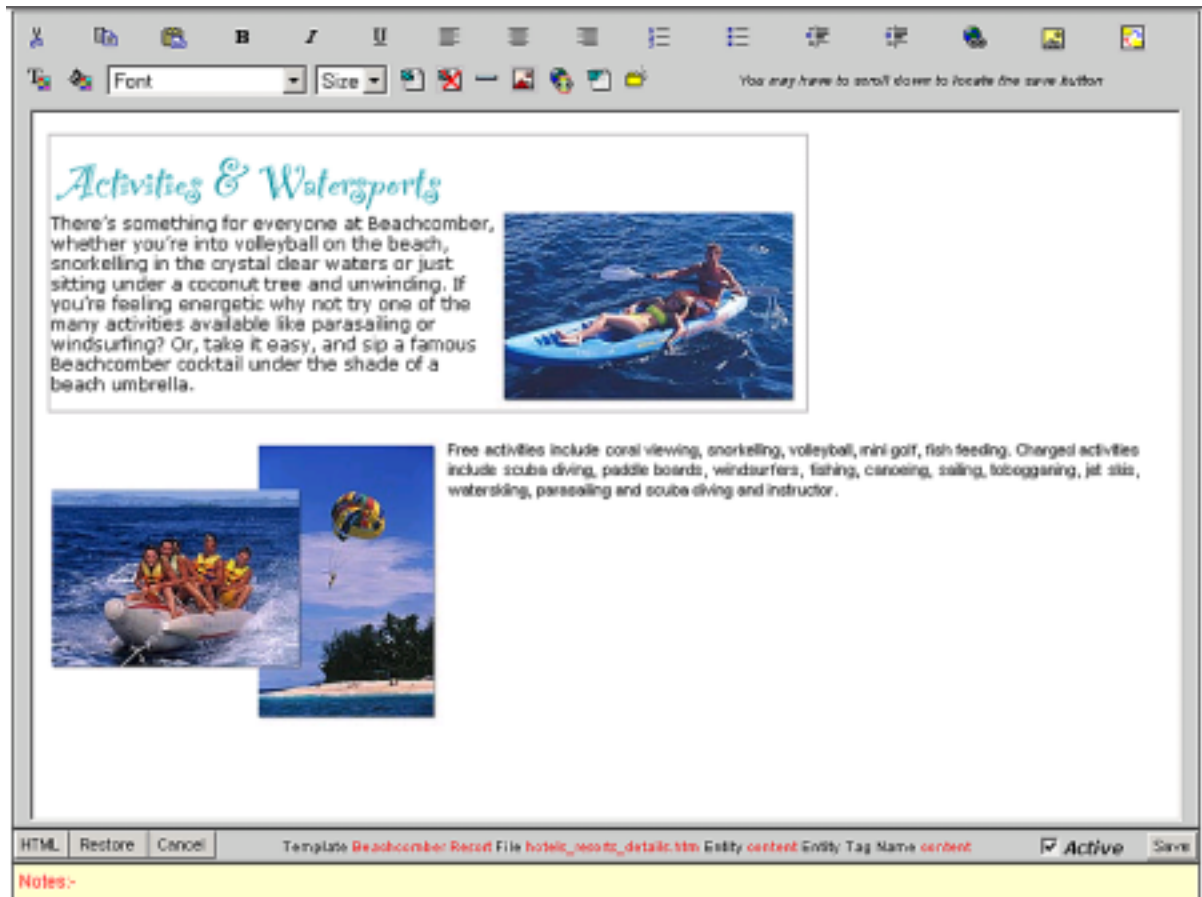 B I U
Font Size You may have to scroll down to locate the save button
Activities & Watersports
There's something for everyone at Beachcomber,
whether you're into volleyball on the beach,
snorkelling in the crystal clear waters or just
sitting under a coconut tree and unwinding. If
you're feeling energetic why not try one of the
many activities available like parasailing or
windsurfing? Or, take it easy, and sip a famous
Beachcomber cocktail under the shade of a
beach umbrella.
Free activities include coral viewing, snorkelling, volleyball, mini golf, fish feeding. Charged activities
include scuba diving, paddle boards, windsurfers, fishing, canoeing, sailing, tobogganing, jet skis,
waterskiing, parasailing and scuba diving and instructor.
HTML Restore Cancel Template Beachcomber Resort File hotels_resorts_details.htm Entity content Entity Tag Name content Active Save
Notes:-